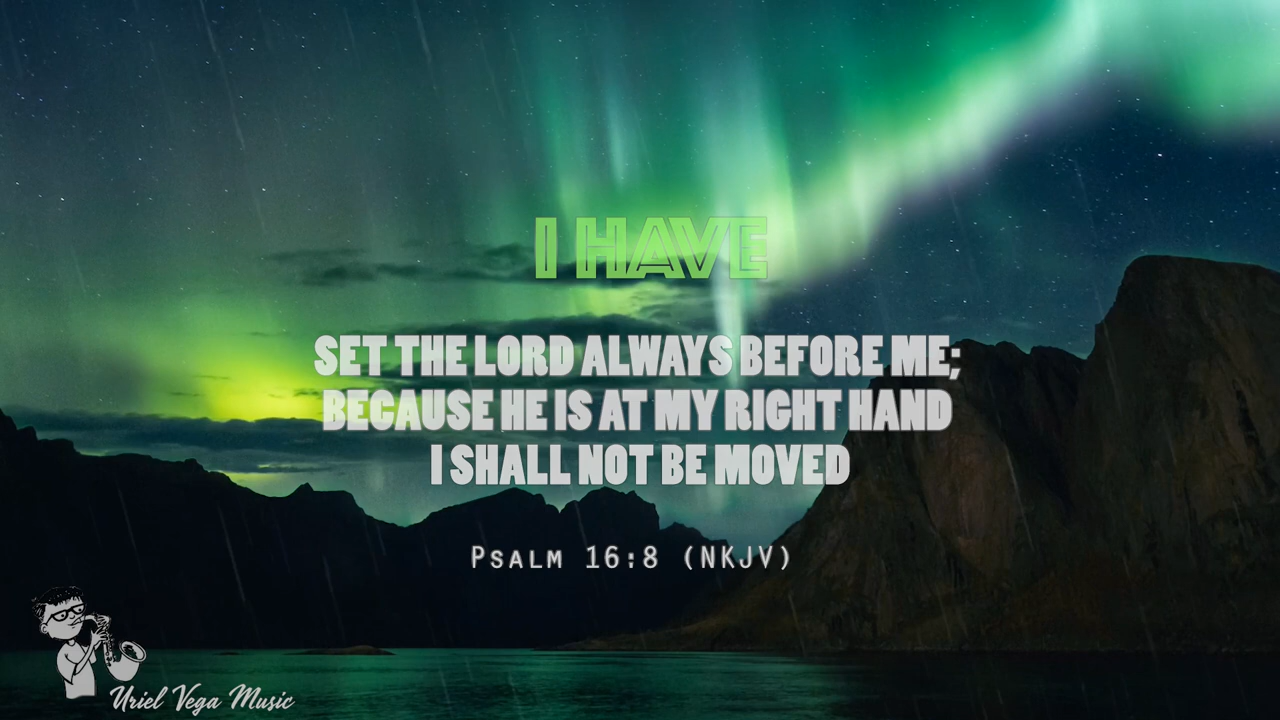 I HAVE
SET THE LORD ALWAYS BEFORE ME;
BECAUSE HE IS AT MY RIGHT HAND
I SHALL NOT BE MOVED
Psalm 16:8 (NKJV)
Uriel Vega Music